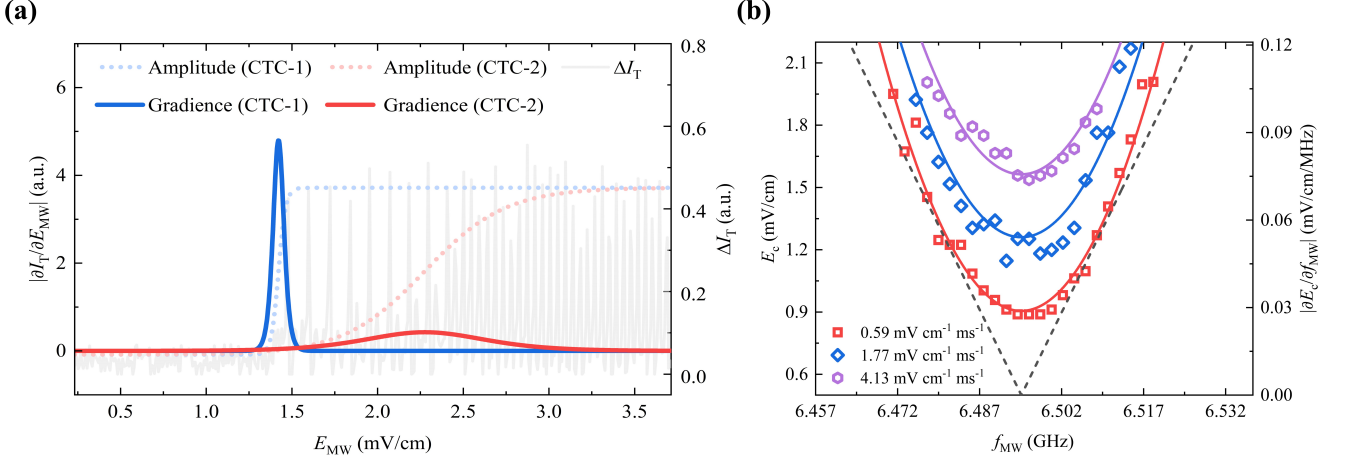 (a)
Amplitude (CTC-1)
Amplitude (CTC-2)
ΔI_T
Gradience (CTC-1)
Gradience (CTC-2)
|∂I_T/∂E_MW| (a.u.)
6
4
2
0
0.8
0.6
0.4
0.2
0.0
ΔI_T (a.u.)
0.5 1.0 1.5 2.0 2.5 3.0 3.5
E_MW (mV/cm)
(b)
E_c (mV/cm)
2.1
1.8
1.5
1.2
0.9
0.6
0.59 mV cm⁻¹ ms⁻¹
1.77 mV cm⁻¹ ms⁻¹
4.13 mV cm⁻¹ ms⁻¹
0.12
0.09
0.06
0.03
0.00
|∂E_c/∂f_MW| (mV/cm/MHz)
6.457 6.472 6.487 6.502 6.517 6.532
f_MW (GHz)